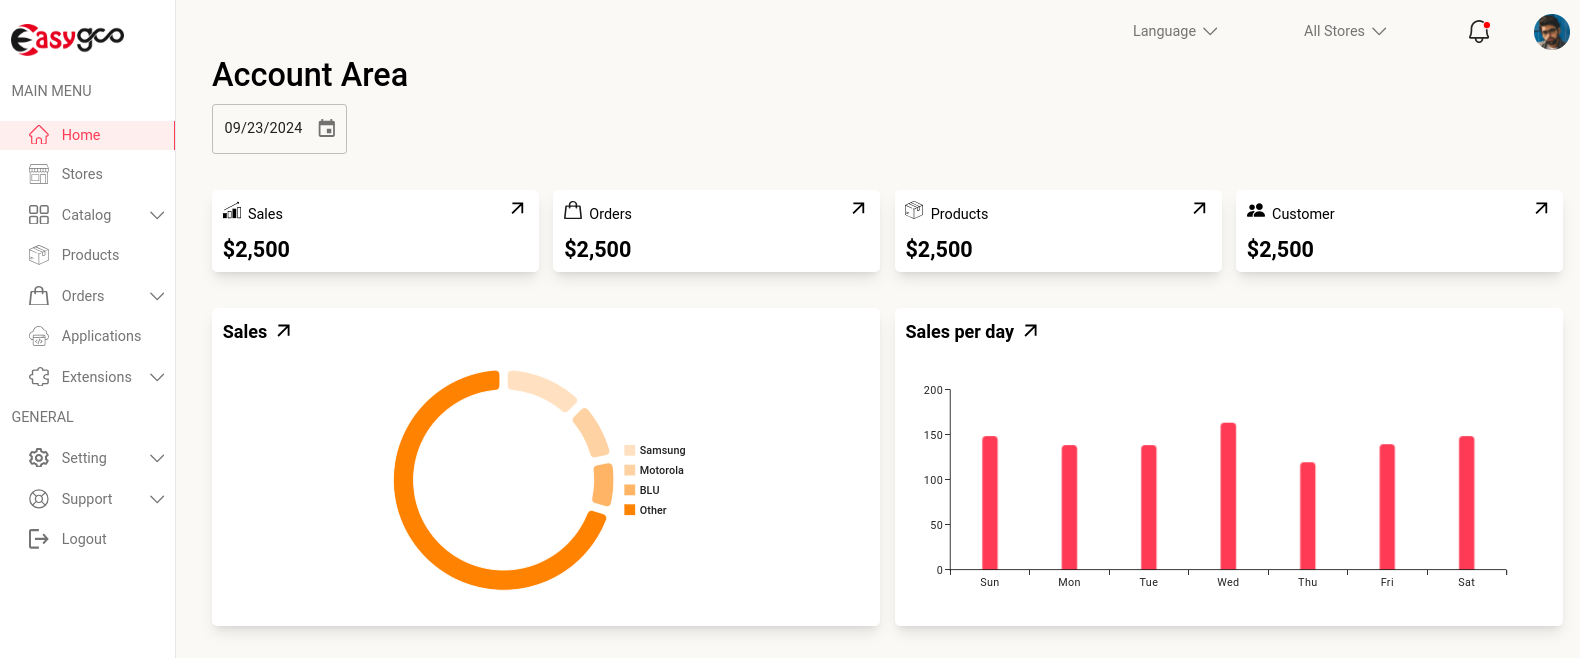 Easygco
MAIN MENU
Home
Stores
Catalog
Products
Orders
Applications
Extensions
GENERAL
Setting
Support
Logout
Language
All Stores
Account Area
09/23/2024
Sales
$2,500
Orders
$2,500
Products
$2,500
Customer
$2,500
Sales
Samsung
Motorola
BLU
Other
Sales per day
200
150
100
50
0
Sun Mon Tue Wed Thu Fri Sat